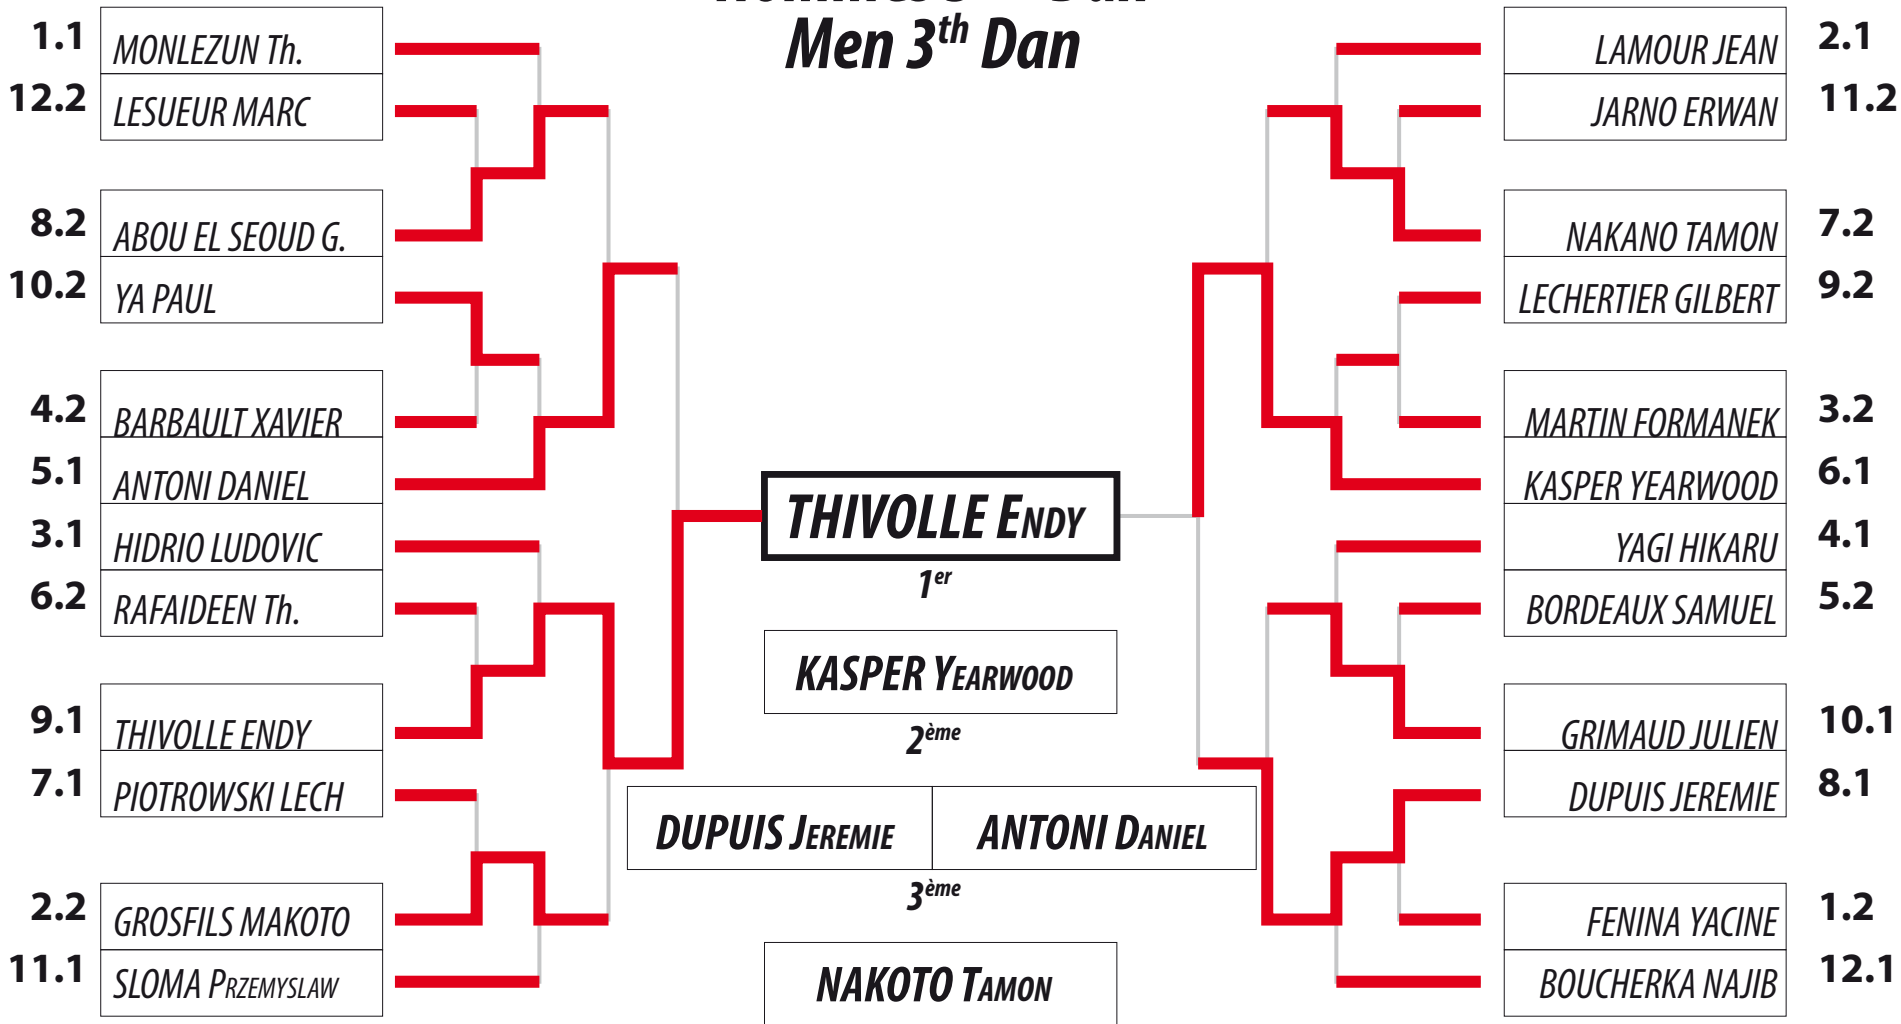 Men 3th Dan
1.1 MONLEZUN Th.
12.2 LESUEUR MARC
8.2 ABOU EL SEOUD G.
10.2 YA PAUL
4.2 BARBAULT XAVIER
5.1 ANTONI DANIEL
3.1 HIDRIO LUDOVIC
6.2 RAFAIDEEN Th.
9.1 THIVOLLE ENDY
7.1 PIOTROWSKI LECH
2.2 GROSFILS MAKOTO
11.1 SLOMA PRZEMYSLAW
THIVOLLE ENDY
1er
KASPER YEARWOOD
2ème
DUPUIS JEREMIE ANTONI DANIEL
3ème
NAKOTO TAMON
LAMOUR JEAN 2.1
JARNO ERWAN 11.2
NAKANO TAMON 7.2
LECHERTIER GILBERT 9.2
MARTIN FORMANEK 3.2
KASPER YEARWOOD 6.1
YAGI HIKARU 4.1
BORDEAUX SAMUEL 5.2
GRIMAUD JULIEN 10.1
DUPUIS JEREMIE 8.1
FENINA YACINE 1.2
BOUCHERKA NAJIB 12.1